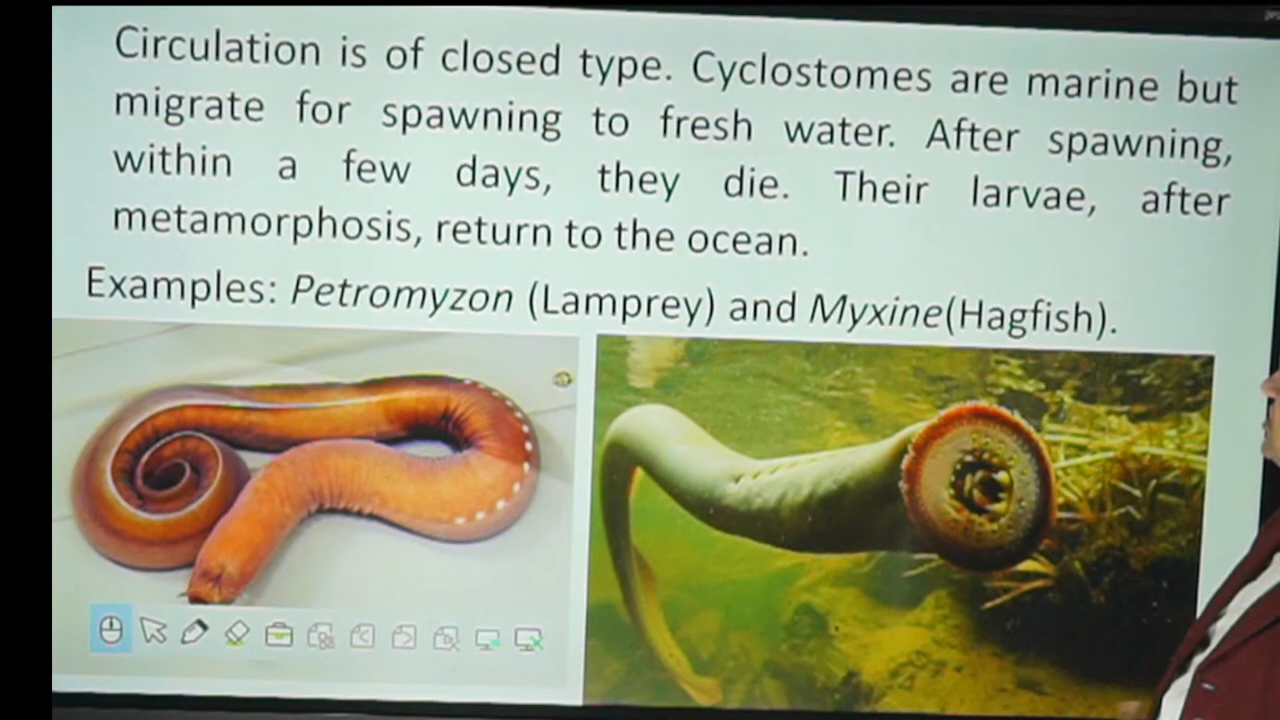 Circulation is of closed type. Cyclostomes are marine but
migrate for spawning to fresh water. After spawning,
within a few days, they die. Their larvae, after
metamorphosis, return to the ocean.
Examples: Petromyzon (Lamprey) and Myxine(Hagfish).